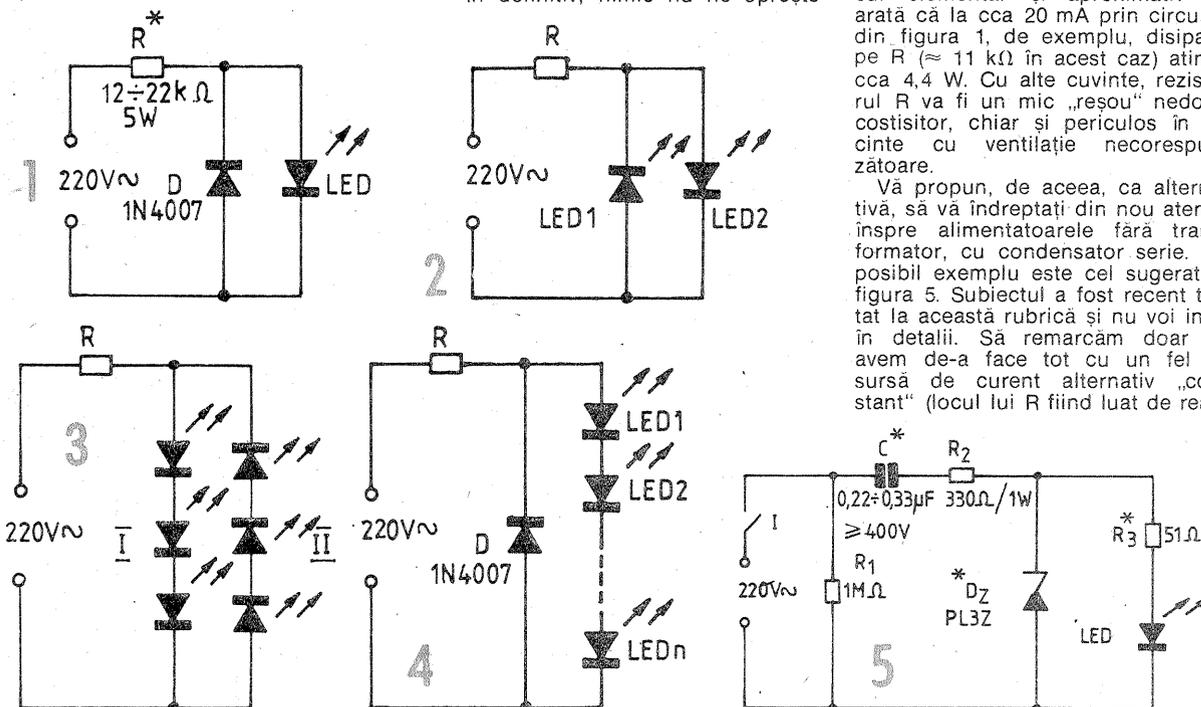 în definitiv, nimic nu ne oprește
arată că la cca 20 mA prin circu
din figura 1, de exemplu, disipa
pe R (≈ 11 kΩ în acest caz) atin
cca 4,4 W. Cu alte cuvinte, rezis
rul R va fi un mic „reșou“ nedo
costisitor, chiar și periculos în
cinte cu ventilație necorespu
zătoare.
Vă propun, de aceea, ca altern
tivă, să vă îndreptați din nou aten
înspre alimentatoarele fără tra
formator, cu condensator serie.
posibil exemplu este cel sugerat
figura 5. Subiectul a fost recent t
tat la această rubrică și nu voi in
în detalii. Să remarcăm doar
avem de-a face tot cu un fel
sursă de curent alternativ „co
stant“ (locul lui R fiind luat de rea
R*
12÷22kΩ
5W
1
220V~
D
1N4007
LED
R
220V~
LED1
LED2
2
R
3
220V~
I
II
R
220V~
D
1N4007
LED1
LED2
LEDn
4
C*
R2
0,22÷0,33µF 330Ω/1W
≥400V
I
220V~
R1
1MΩ
*DZ
PL3Z
R3*
51Ω
LED
5